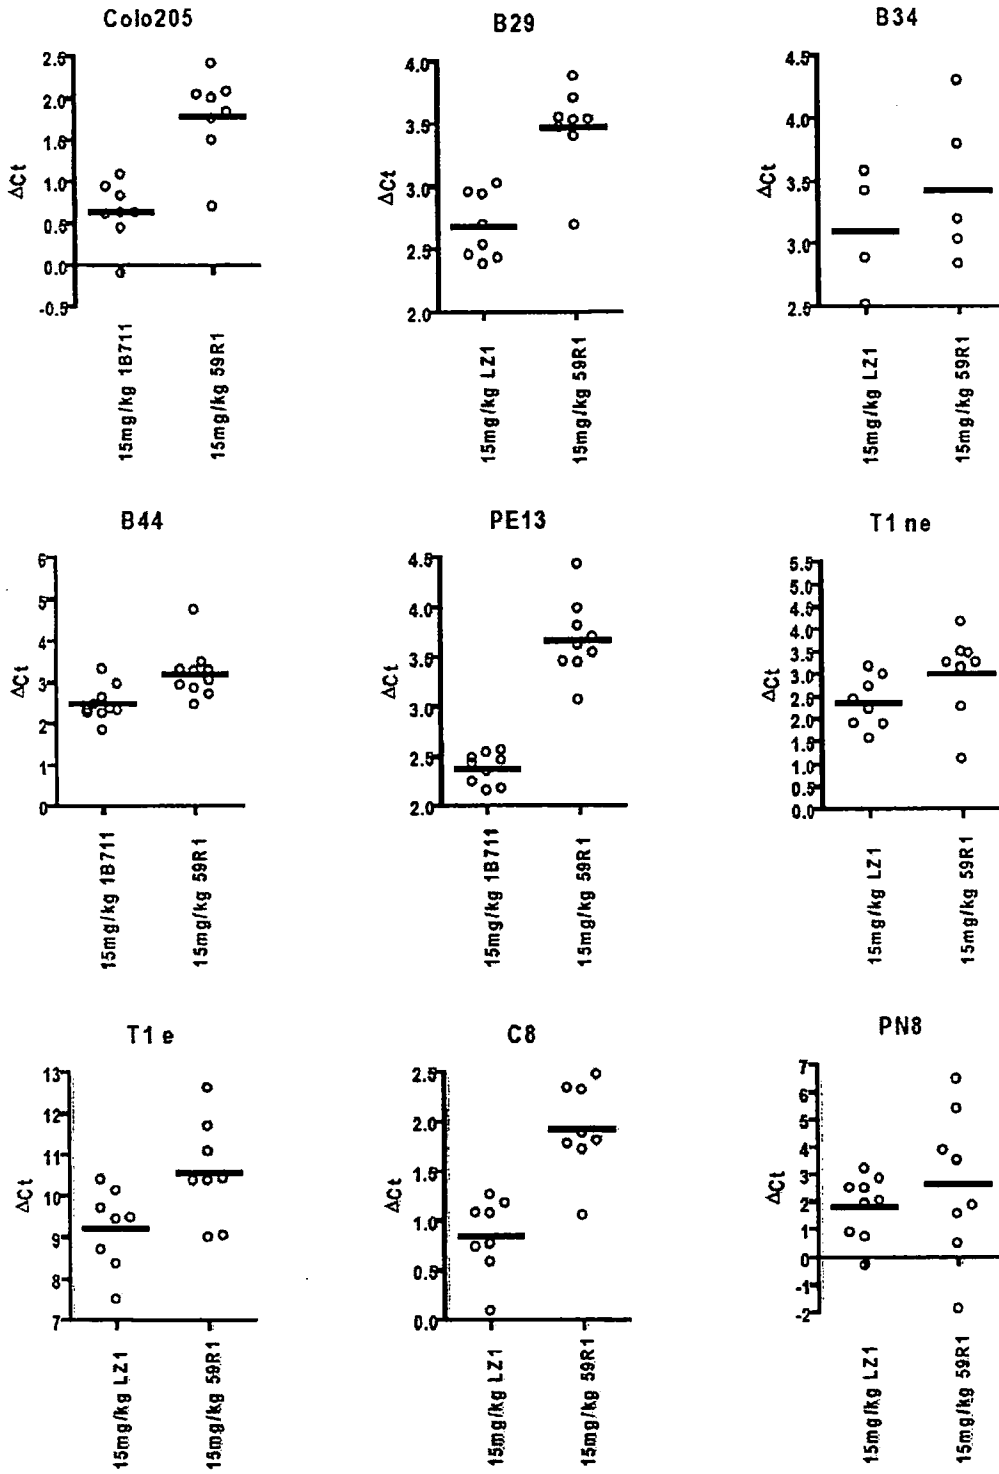 Colo205
ΔCt
2.5
2.0
1.5
1.0
0.5
0.0
-0.5
15mg/kg 1B711
15mg/kg 59R1
B29
ΔCt
4.0
3.5
3.0
2.5
2.0
15mg/kg LZ1
15mg/kg 59R1
B34
ΔCt
4.5
4.0
3.5
3.0
2.5
15mg/kg LZ1
15mg/kg 59R1
B44
ΔCt
6
5
4
3
2
1
0
15mg/kg 1B711
15mg/kg 59R1
PE13
ΔCt
4.5
4.0
3.5
3.0
2.5
2.0
15mg/kg 1B711
15mg/kg 59R1
T1 ne
ΔCt
5.5
5.0
4.5
4.0
3.5
3.0
2.5
2.0
1.5
1.0
0.5
0.0
15mg/kg LZ1
15mg/kg 59R1
T1 e
ΔCt
13
12
11
10
9
8
7
15mg/kg LZ1
15mg/kg 59R1
C8
ΔCt
2.5
2.0
1.5
1.0
0.5
0.0
15mg/kg LZ1
15mg/kg 59R1
PN8
ΔCt
7
6
5
4
3
2
1
0
-1
-2
15mg/kg LZ1
15mg/kg 59R1